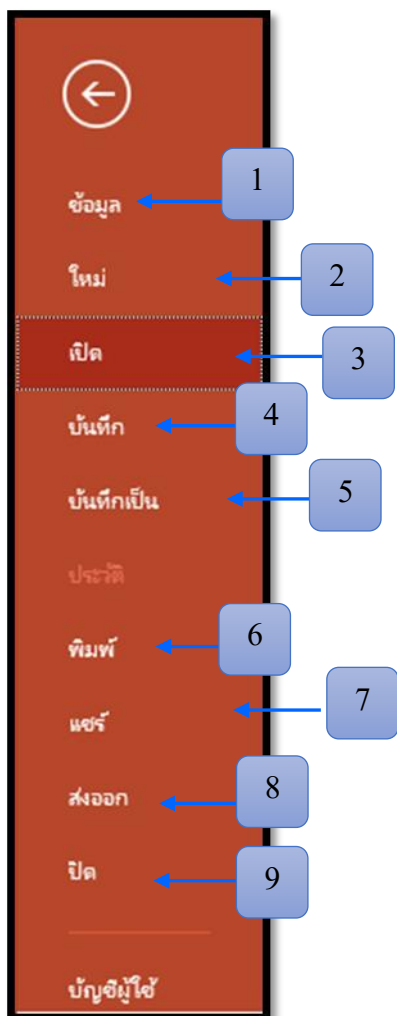 ข้อมูล 1
ใหม่ 2
เปิด 3
บันทึก 4
บันทึกเป็น 5
ประวัติ
พิมพ์ 6
แชร์ 7
ส่งออก 8
ปิด 9
บัญชีผู้ใช้